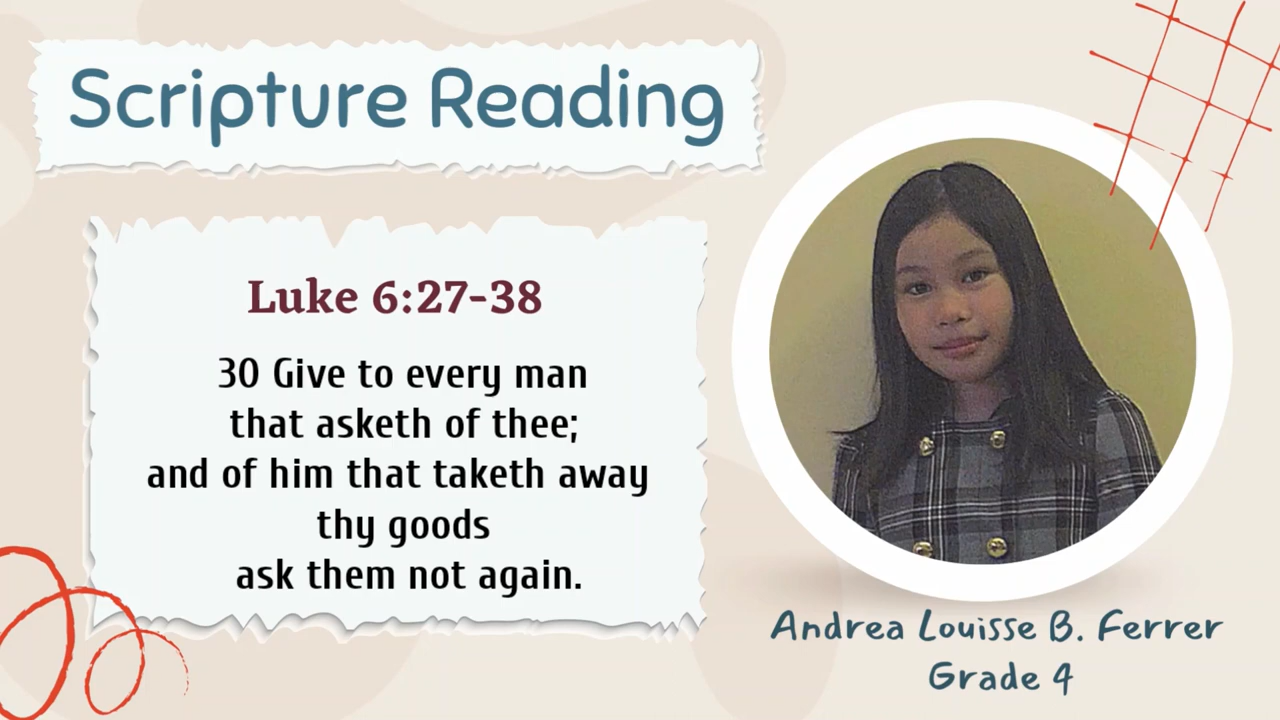 Scripture Reading
Luke 6:27-38
30 Give to every man
that asketh of thee;
and of him that taketh away
thy goods
ask them not again.
Andrea Louisse B. Ferrer
Grade 4